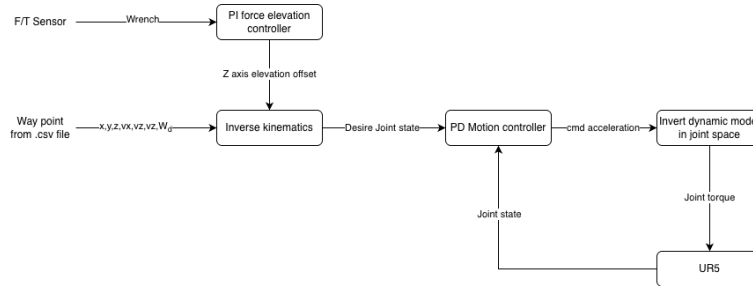 F/T Sensor
Wrench
PI force elevation
controller
Z axis elevation offset
Way point
from .csv file
x,y,z,vx,vz,vz,W_d
Inverse kinematics
Desire Joint state
PD Motion controller
cmd acceleration
Invert dynamic mode
in joint space
Joint state
Joint torque
UR5